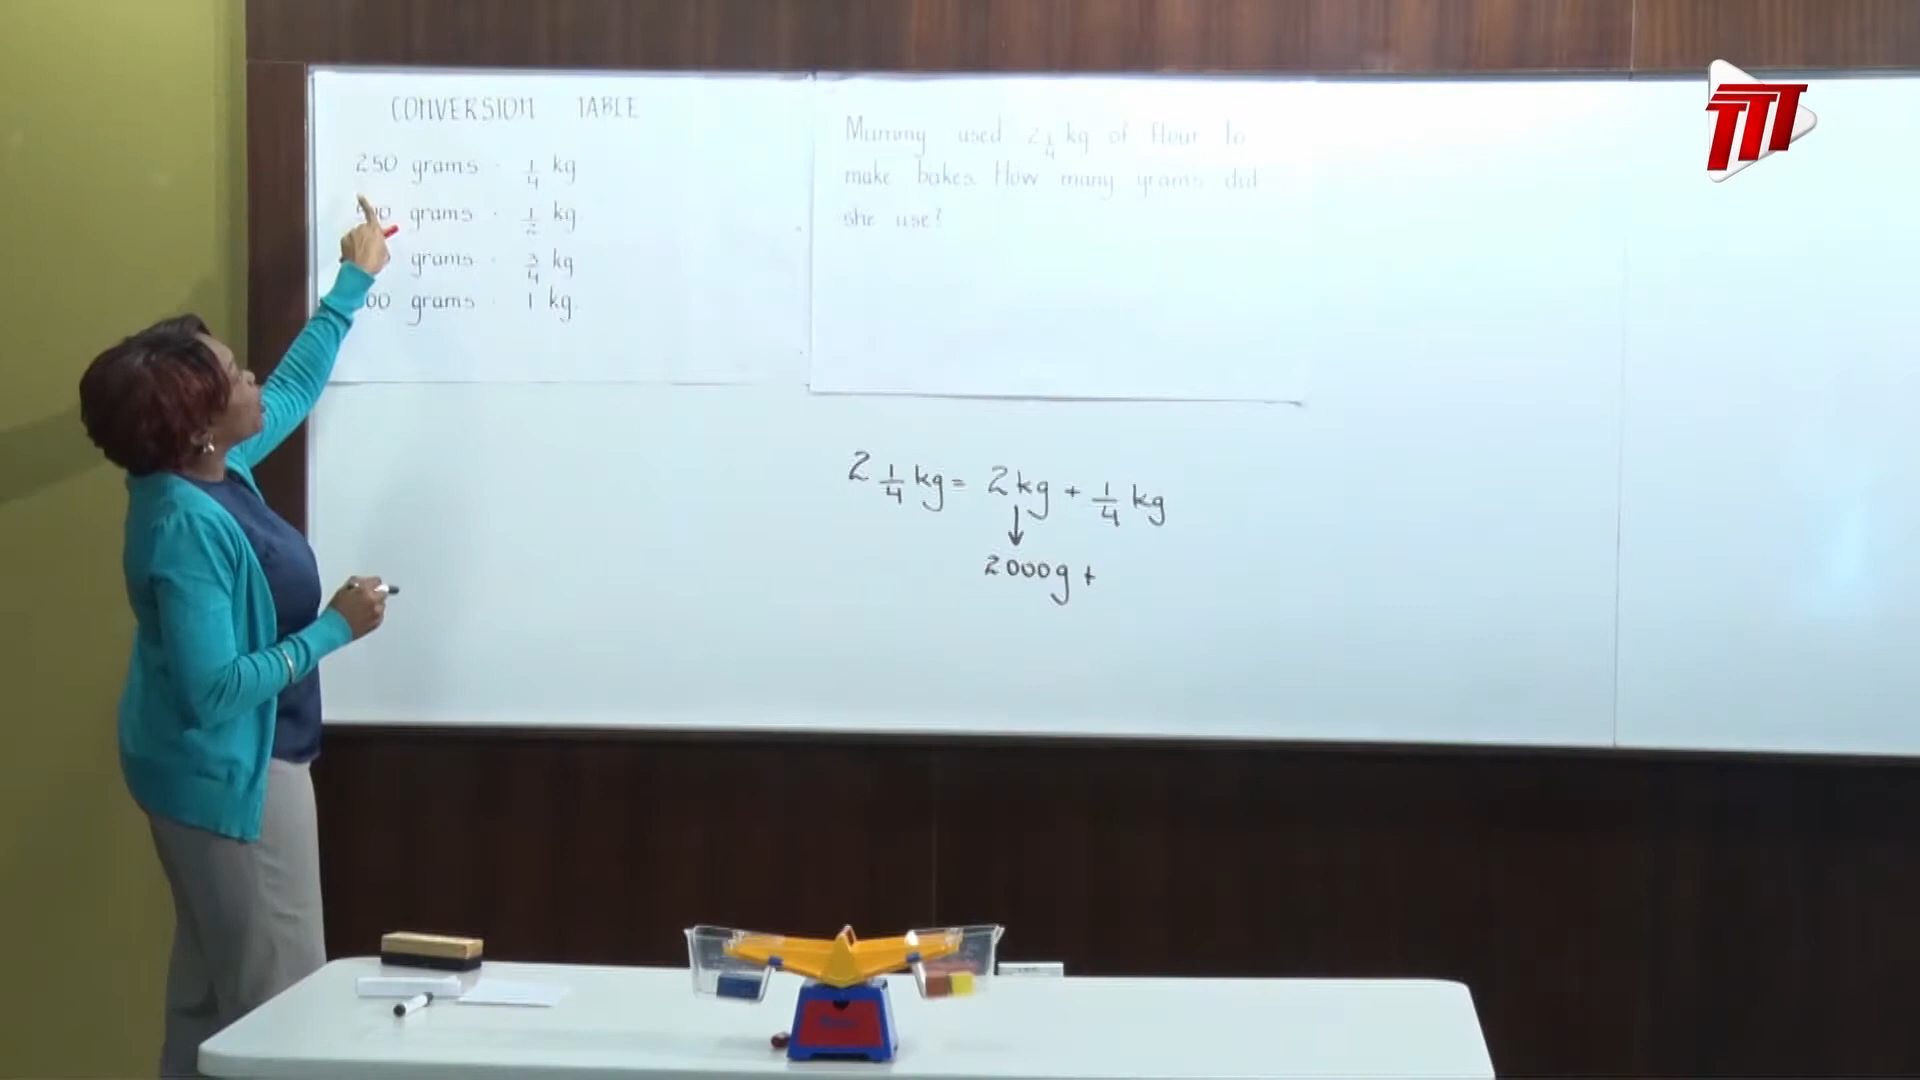 CONVERSION TABLE
250 grams - 1/4 kg
grams - 1/2 kg
grams - 3/4 kg
grams - 1 kg.
Mummy used 2 1/4 kg of flour to
make bakes. How many grams did
she use?
2 1/4 kg = 2kg + 1/4 kg
↓
2000g +
TTT